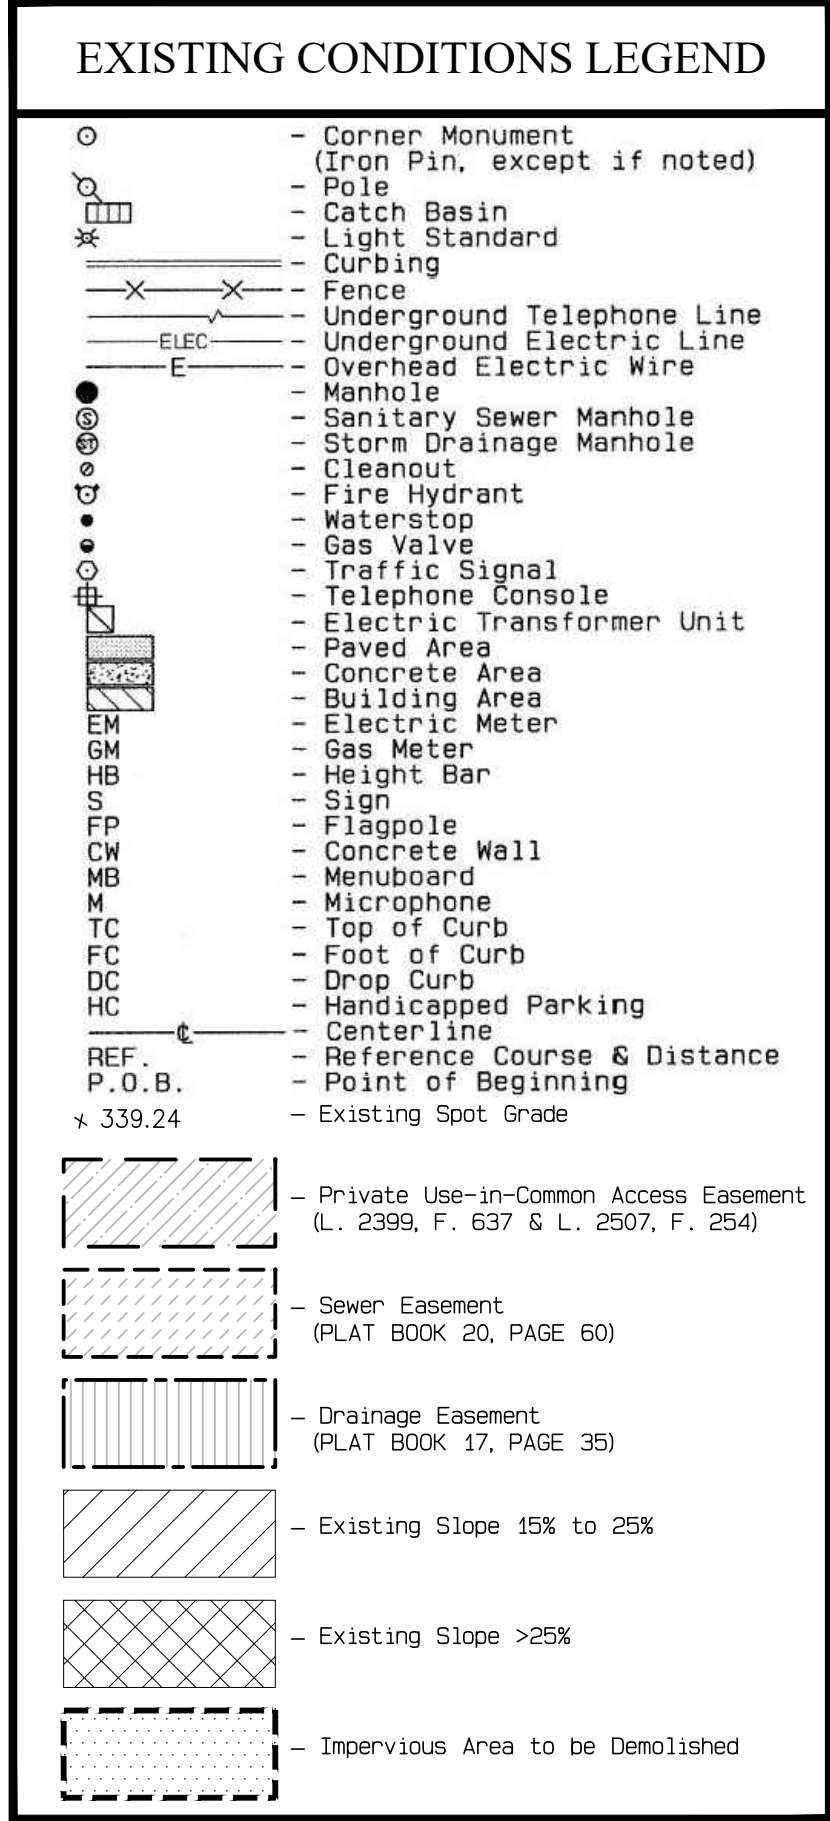 EXISTING CONDITIONS LEGEND
- Corner Monument
(Iron Pin, except if noted)
- Pole
- Catch Basin
- Light Standard
- Curbing
- Fence
- Underground Telephone Line
ELEC - Underground Electric Line
E - Overhead Electric Wire
- Manhole
S - Sanitary Sewer Manhole
ST - Storm Drainage Manhole
- Cleanout
- Fire Hydrant
- Waterstop
- Gas Valve
- Traffic Signal
- Telephone Console
- Electric Transformer Unit
- Paved Area
- Concrete Area
- Building Area
EM - Electric Meter
GM - Gas Meter
HB - Height Bar
S - Sign
FP - Flagpole
CW - Concrete Wall
MB - Menuboard
M - Microphone
TC - Top of Curb
FC - Foot of Curb
DC - Drop Curb
HC - Handicapped Parking
℄ - Centerline
REF. - Reference Course & Distance
P.O.B. - Point of Beginning
x 339.24 - Existing Spot Grade
- Private Use-in-Common Access Easement
(L. 2399, F. 637 & L. 2507, F. 254)
- Sewer Easement
(PLAT BOOK 20, PAGE 60)
- Drainage Easement
(PLAT BOOK 17, PAGE 35)
- Existing Slope 15% to 25%
- Existing Slope >25%
- Impervious Area to be Demolished